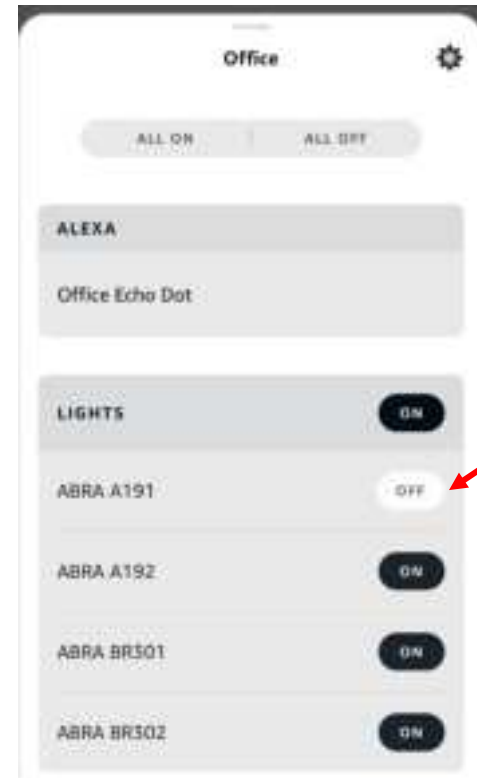 Office
ALL ON ALL OFF
ALEXA
Office Echo Dot
LIGHTS ON
ABRA A191 OFF
ABRA A192 ON
ABRA BR301 ON
ABRA BR302 ON